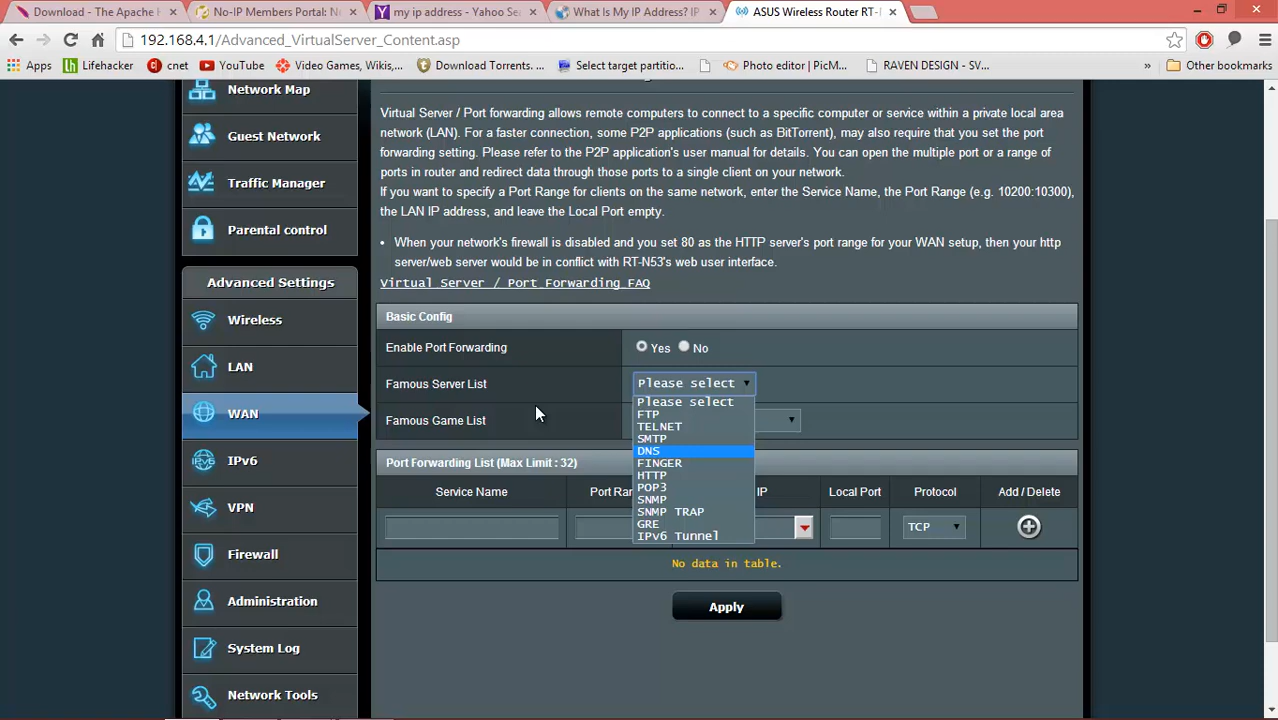 Download - The Apache H
No-IP Members Portal: N
my ip address - Yahoo Se
What Is My IP Address? IP
ASUS Wireless Router RT-
192.168.4.1/Advanced_VirtualServer_Content.asp
Apps
Lifehacker
cnet
YouTube
Video Games, Wikis,...
Download Torrents. ...
Select target partitio...
Photo editor | PicM...
RAVEN DESIGN - SV...
»
Other bookmarks
Network Map
Guest Network
Traffic Manager
Parental control
Advanced Settings
Wireless
LAN
WAN
IPv6
VPN
Firewall
Administration
System Log
Network Tools
Virtual Server / Port forwarding allows remote computers to connect to a specific computer or service within a private local area
network (LAN). For a faster connection, some P2P applications (such as BitTorrent), may also require that you set the port
forwarding setting. Please refer to the P2P application's user manual for details. You can open the multiple port or a range of
ports in router and redirect data through those ports to a single client on your network.
If you want to specify a Port Range for clients on the same network, enter the Service Name, the Port Range (e.g. 10200:10300),
the LAN IP address, and leave the Local Port empty.
• When your network's firewall is disabled and you set 80 as the HTTP server's port range for your WAN setup, then your http
server/web server would be in conflict with RT-N53's web user interface.
Virtual Server / Port Forwarding FAQ
Basic Config
Enable Port Forwarding
Yes No
Famous Server List
Please select
Please select
FTP
TELNET
SMTP
DNS
FINGER
HTTP
POP3
SNMP
SNMP TRAP
GRE
IPv6 Tunnel
Famous Game List
Port Forwarding List (Max Limit : 32)
Service Name
Port Ran
IP
Local Port
Protocol
Add / Delete
TCP
No data in table.
Apply